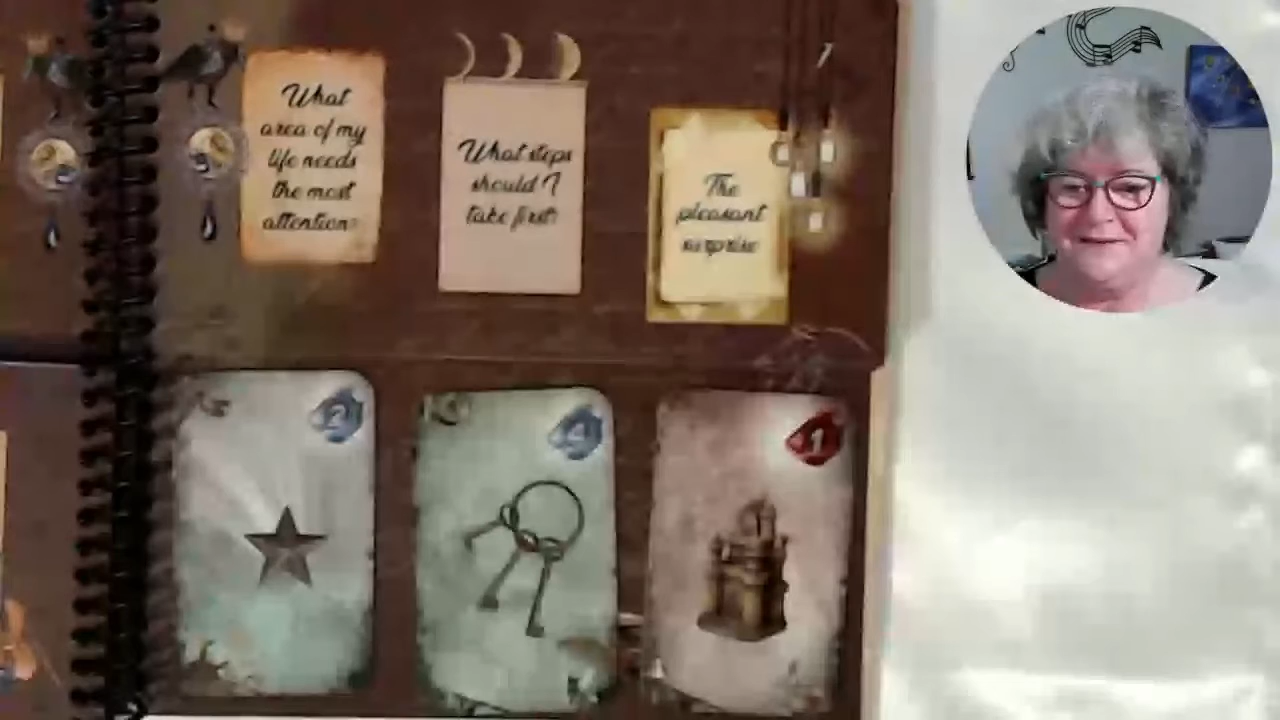 What
area of my
life needs
the most
attention?
What steps
should I
take first?
The
pleasant
surprise
2
4
1